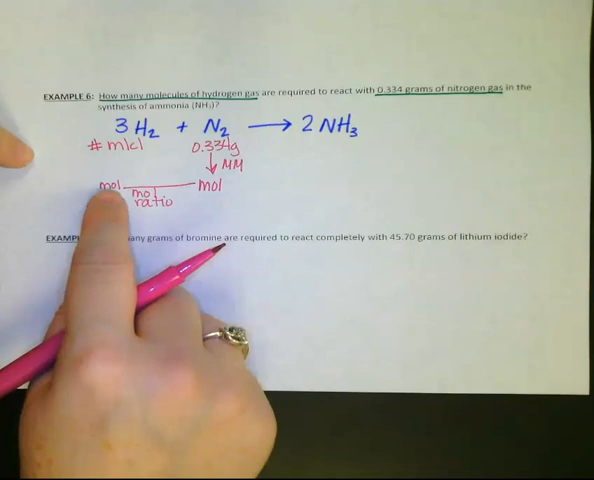 EXAMPLE 6: How many molecules of hydrogen gas are required to react with 0.334 grams of nitrogen gas in the
synthesis of ammonia (NH₃)?
3 H₂ + N₂ ⟶ 2 NH₃
# mlcl 0.334g
↓ MM
mol mol
mol
ratio
any grams of bromine are required to react completely with 45.70 grams of lithium iodide?